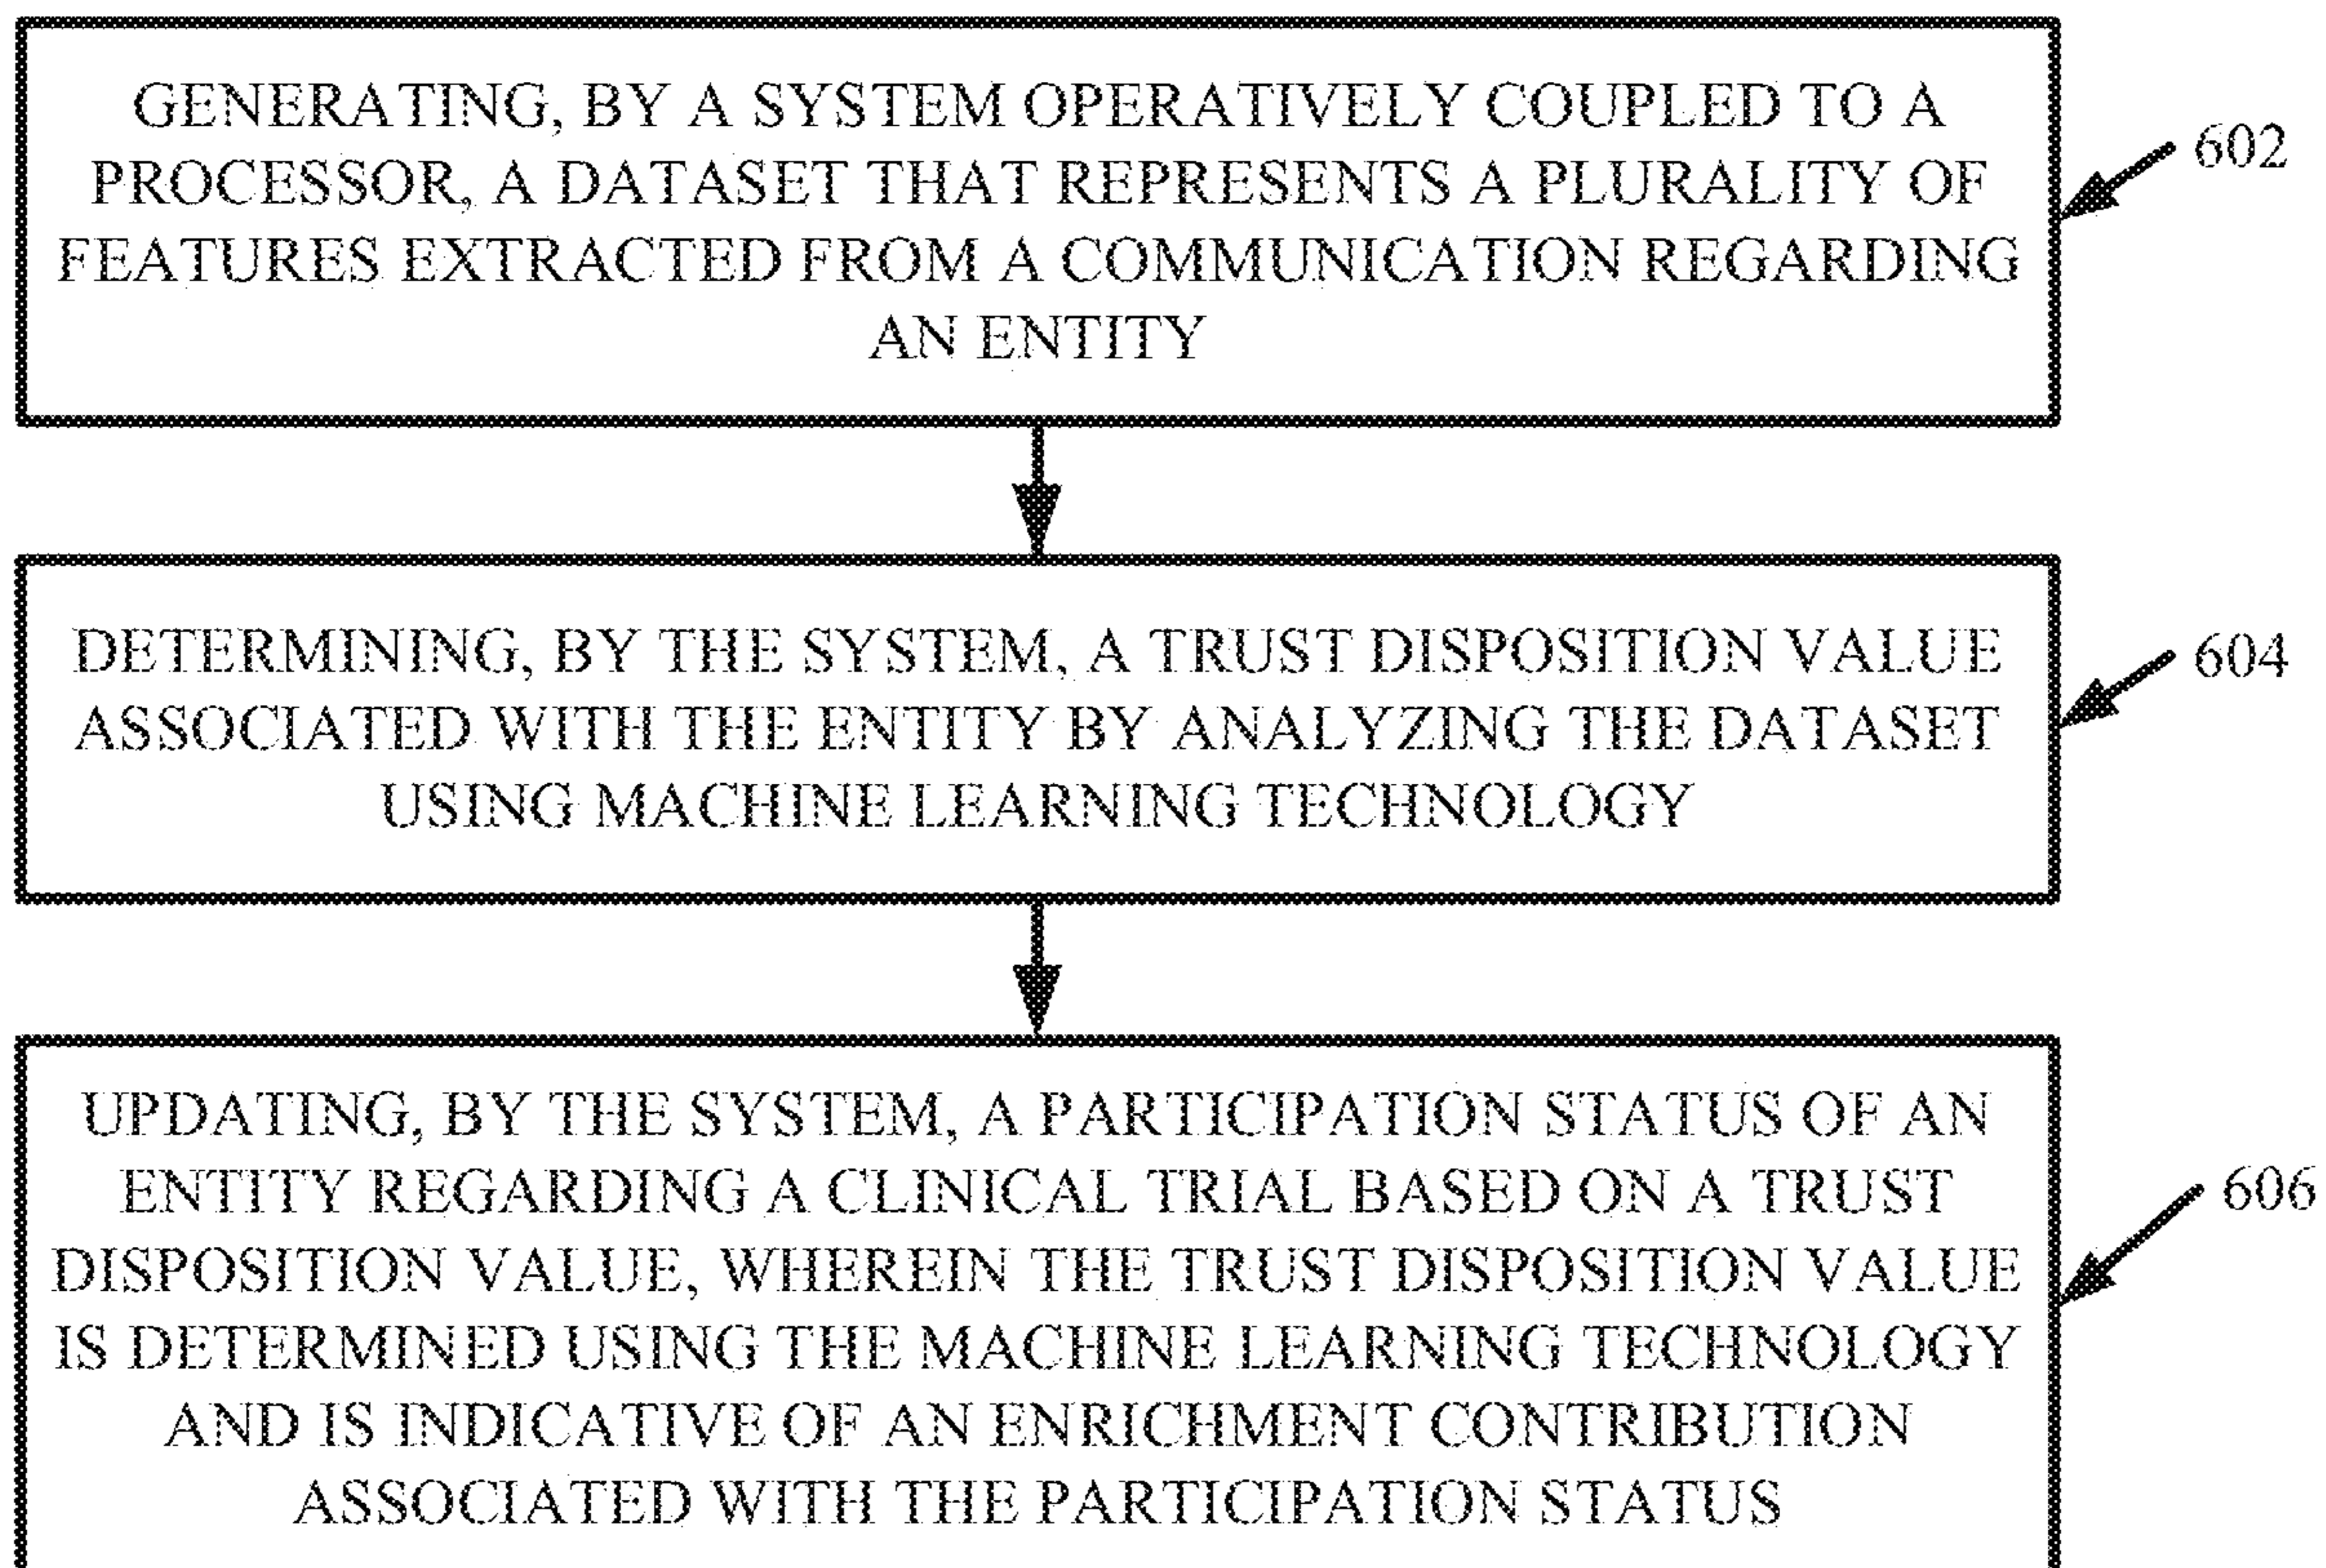 GENERATING, BY A SYSTEM OPERATIVELY COUPLED TO A
PROCESSOR, A DATASET THAT REPRESENTS A PLURALITY OF
FEATURES EXTRACTED FROM A COMMUNICATION REGARDING
AN ENTITY
602
DETERMINING, BY THE SYSTEM, A TRUST DISPOSITION VALUE
ASSOCIATED WITH THE ENTITY BY ANALYZING THE DATASET
USING MACHINE LEARNING TECHNOLOGY
604
UPDATING, BY THE SYSTEM, A PARTICIPATION STATUS OF AN
ENTITY REGARDING A CLINICAL TRIAL BASED ON A TRUST
DISPOSITION VALUE, WHEREIN THE TRUST DISPOSITION VALUE
IS DETERMINED USING THE MACHINE LEARNING TECHNOLOGY
AND IS INDICATIVE OF AN ENRICHMENT CONTRIBUTION
ASSOCIATED WITH THE PARTICIPATION STATUS
606